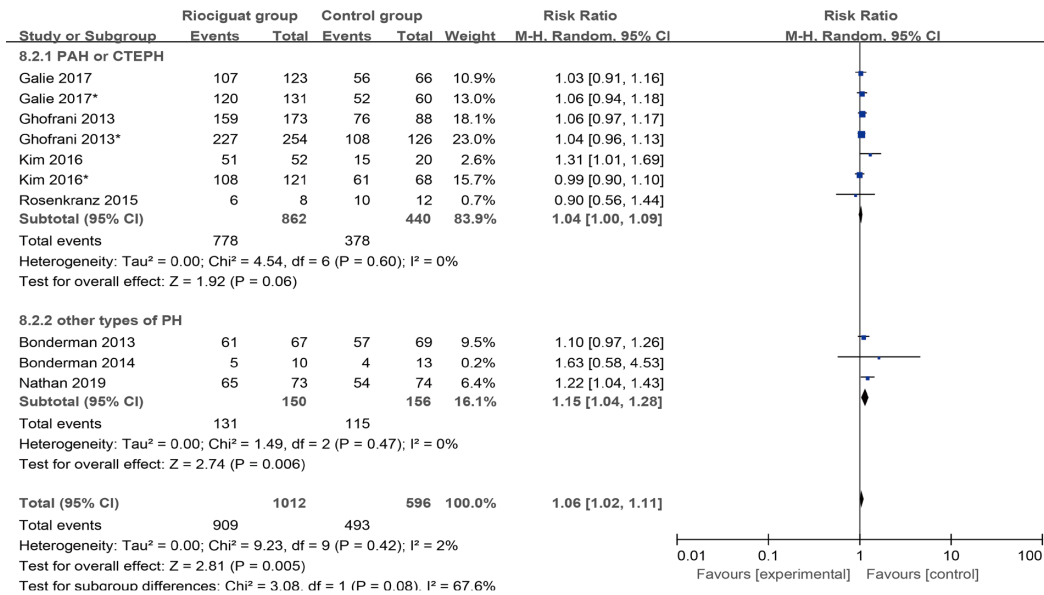 Riociguat group Control group Risk Ratio Risk Ratio
Study or Subgroup Events Total Events Total Weight M-H. Random. 95% CI M-H. Random. 95% CI
8.2.1 PAH or CTEPH
Galie 2017 107 123 56 66 10.9% 1.03 [0.91, 1.16]
Galie 2017* 120 131 52 60 13.0% 1.06 [0.94, 1.18]
Ghofrani 2013 159 173 76 88 18.1% 1.06 [0.97, 1.17]
Ghofrani 2013* 227 254 108 126 23.0% 1.04 [0.96, 1.13]
Kim 2016 51 52 15 20 2.6% 1.31 [1.01, 1.69]
Kim 2016* 108 121 61 68 15.7% 0.99 [0.90, 1.10]
Rosenkranz 2015 6 8 10 12 0.7% 0.90 [0.56, 1.44]
Subtotal (95% CI) 862 440 83.9% 1.04 [1.00, 1.09]
Total events 778 378
Heterogeneity: Tau² = 0.00; Chi² = 4.54, df = 6 (P = 0.60); I² = 0%
Test for overall effect: Z = 1.92 (P = 0.06)
8.2.2 other types of PH
Bonderman 2013 61 67 57 69 9.5% 1.10 [0.97, 1.26]
Bonderman 2014 5 10 4 13 0.2% 1.63 [0.58, 4.53]
Nathan 2019 65 73 54 74 6.4% 1.22 [1.04, 1.43]
Subtotal (95% CI) 150 156 16.1% 1.15 [1.04, 1.28]
Total events 131 115
Heterogeneity: Tau² = 0.00; Chi² = 1.49, df = 2 (P = 0.47); I² = 0%
Test for overall effect: Z = 2.74 (P = 0.006)
Total (95% CI) 1012 596 100.0% 1.06 [1.02, 1.11]
Total events 909 493
Heterogeneity: Tau² = 0.00; Chi² = 9.23, df = 9 (P = 0.42); I² = 2%
Test for overall effect: Z = 2.81 (P = 0.005)
Test for subgroup differences: Chi² = 3.08. df = 1 (P = 0.08). I² = 67.6%
0.01 0.1 1 10 100
Favours [experimental] Favours [control]